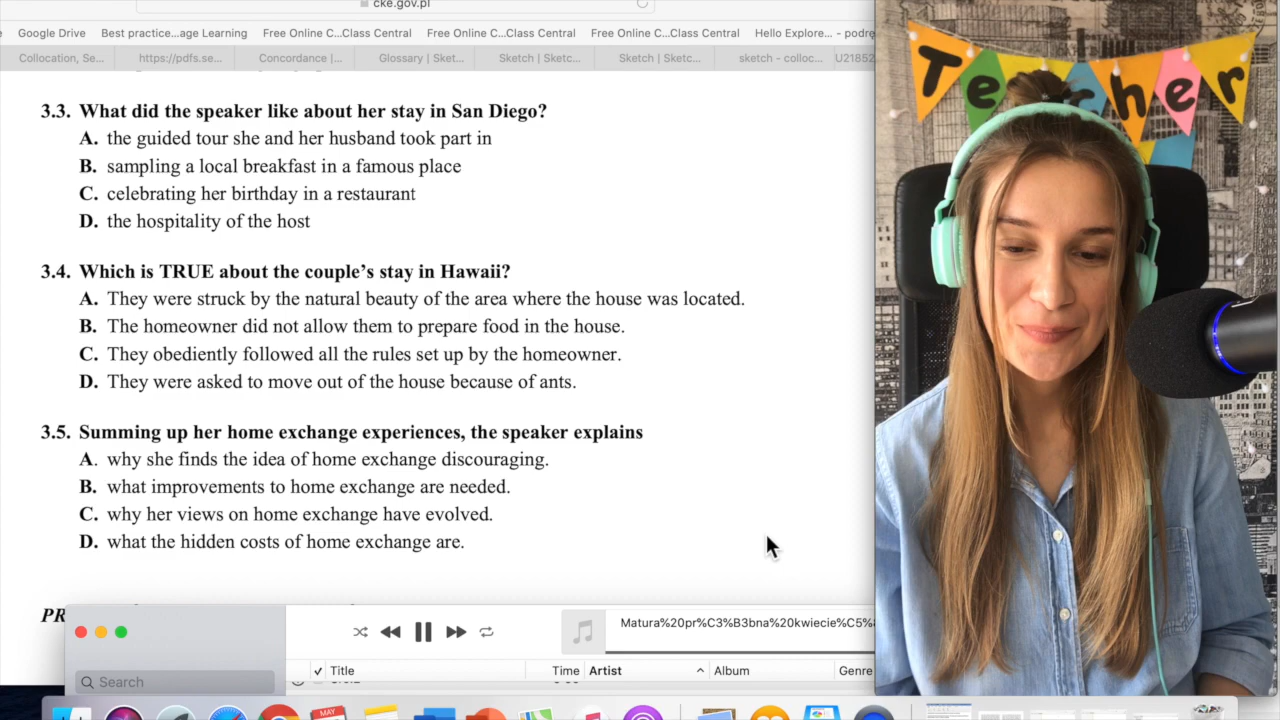 cke.gov.pl
Google Drive Best practice...age Learning Free Online C...Class Central Free Online C...Class Central Free Online C...Class Central Hello Explore... - podrę
Collocation, Se... https://pdfs.se... Concordance |... Glossary | Sket... Sketch | Sketc... Sketch | Sketc... sketch - colloc... U21852
Teacher
3.3. What did the speaker like about her stay in San Diego?
A. the guided tour she and her husband took part in
B. sampling a local breakfast in a famous place
C. celebrating her birthday in a restaurant
D. the hospitality of the host
3.4. Which is TRUE about the couple's stay in Hawaii?
A. They were struck by the natural beauty of the area where the house was located.
B. The homeowner did not allow them to prepare food in the house.
C. They obediently followed all the rules set up by the homeowner.
D. They were asked to move out of the house because of ants.
3.5. Summing up her home exchange experiences, the speaker explains
A. why she finds the idea of home exchange discouraging.
B. what improvements to home exchange are needed.
C. why her views on home exchange have evolved.
D. what the hidden costs of home exchange are.
PR
Matura%20pr%C3%B3bna%20kwiecie%C5%
Search
✓ Title Time Artist Album Genre
MAY